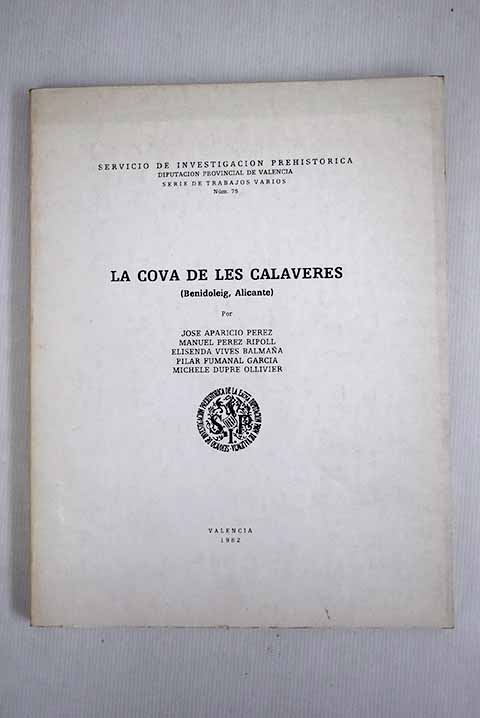 SERVICIO DE INVESTIGACION PREHISTORICA
DIPUTACION PROVINCIAL DE VALENCIA
SERIE DE TRABAJOS VARIOS
Núm. 75
LA COVA DE LES CALAVERES
(Benidoleig, Alicante)
Por
JOSE APARICIO PEREZ
MANUEL PEREZ RIPOLL
ELISENDA VIVES BALMAÑA
PILAR FUMANAL GARCIA
MICHELE DUPRE OLLIVIER
S I P
VALENCIA
1982